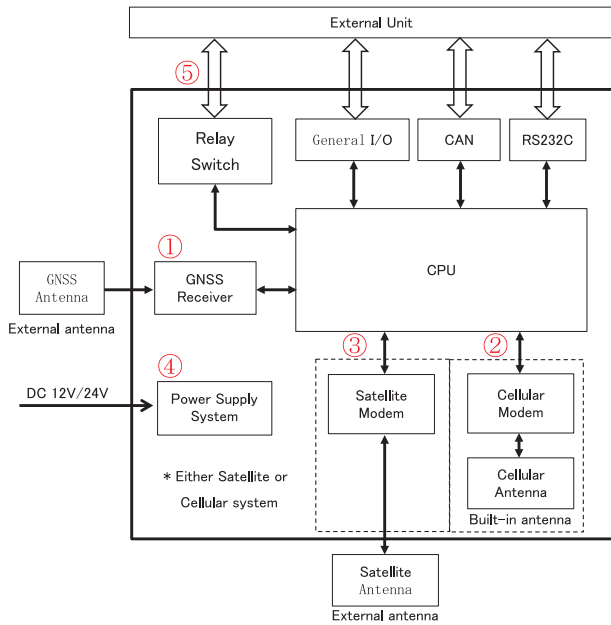 External Unit
⑤
Relay
Switch
General I/O
CAN
RS232C
①
GNSS
Antenna
External antenna
GNSS
Receiver
CPU
③
②
④
DC 12V/24V
Power Supply
System
Satellite
Modem
Cellular
Modem
* Either Satellite or
Cellular system
Cellular
Antenna
Built-in antenna
Satellite
Antenna
External antenna